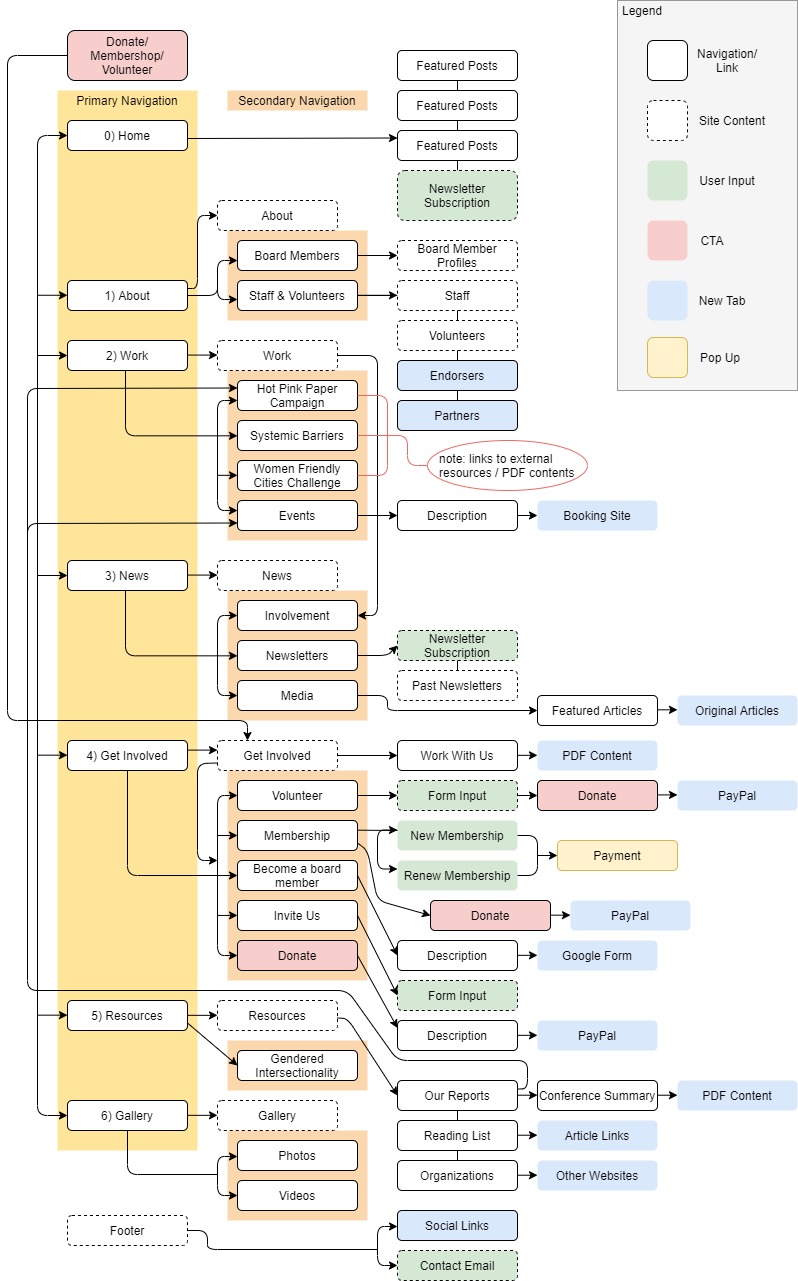 Legend
Navigation/
Link
Site Content
User Input
CTA
New Tab
Pop Up
Donate/
Membershop/
Volunteer
Primary Navigation
Secondary Navigation
Featured Posts
Featured Posts
0) Home
Featured Posts
Newsletter
Subscription
About
Board Members
Board Member
Profiles
1) About
Staff & Volunteers
Staff
Volunteers
2) Work
Work
Endorsers
Hot Pink Paper
Campaign
Partners
Systemic Barriers
note: links to external
resources / PDF contents
Women Friendly
Cities Challenge
Events
Description
Booking Site
3) News
News
Involvement
Newsletters
Newsletter
Subscription
Past Newsletters
Media
Featured Articles
Original Articles
4) Get Involved
Get Involved
Work With Us
PDF Content
Volunteer
Form Input
Donate
PayPal
Membership
New Membership
Payment
Renew Membership
Become a board
member
Invite Us
Donate
PayPal
Donate
Description
Google Form
Form Input
5) Resources
Resources
Description
PayPal
Gendered
Intersectionality
Our Reports
Conference Summary
PDF Content
6) Gallery
Gallery
Reading List
Article Links
Photos
Organizations
Other Websites
Videos
Footer
Social Links
Contact Email